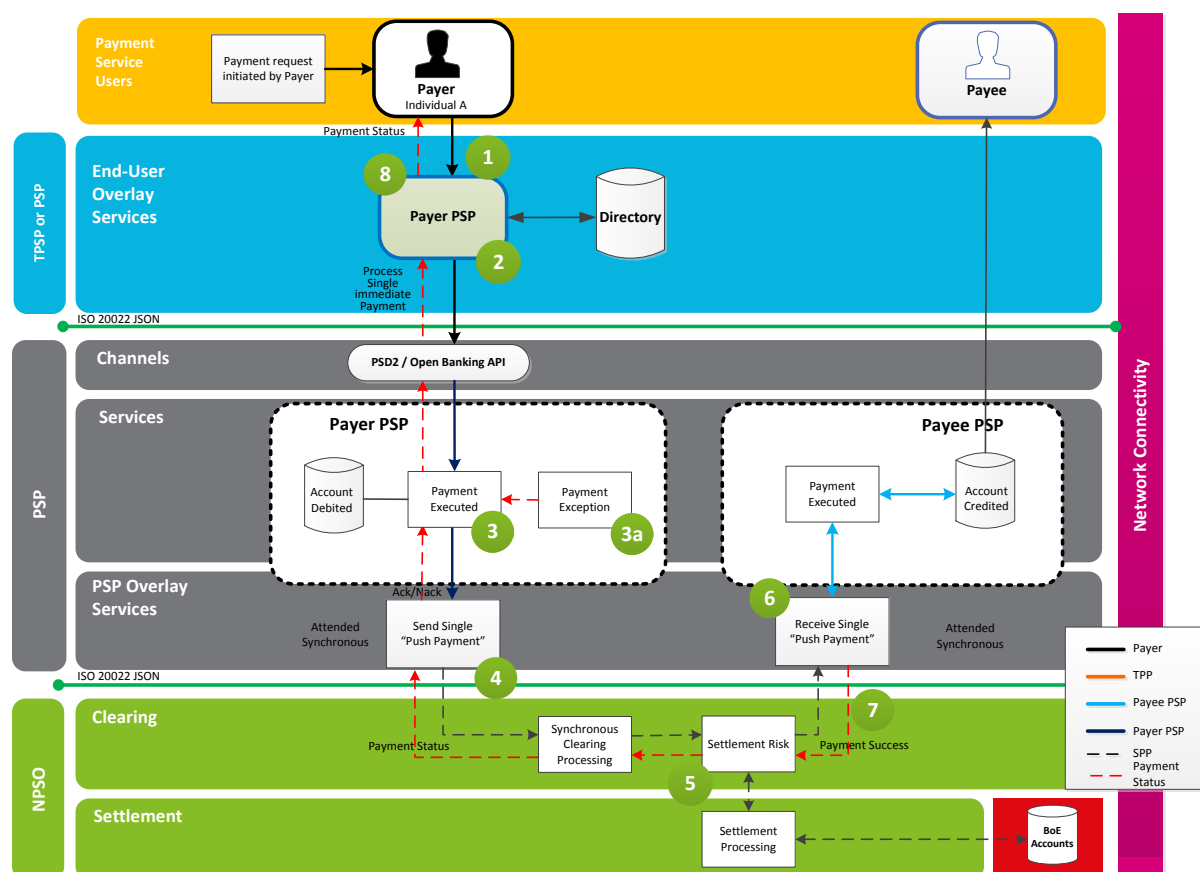 Payment
Service
Users
Payment request
initiated by Payer
Payer
Individual A
Payee
Payment Status
TPSP or PSP
End-User
Overlay
Services
1
8
Payer PSP
Directory
2
Process
Single
immediate
Payment
ISO 20022 JSON
Network Connectivity
PSP
Channels
PSD2 / Open Banking API
Services
Payer PSP
Payee PSP
Account
Debited
Payment
Executed
Payment
Exception
3
3a
Payment
Executed
Account
Credited
PSP Overlay
Services
Ack/Nack
6
Attended
Synchronous
Send Single
“Push Payment”
Receive Single
“Push Payment”
Attended
Synchronous
4
ISO 20022 JSON
Payer
TPP
Payee PSP
Payer PSP
SPP
Payment
Status
NPSO
Clearing
7
Payment Status
Synchronous
Clearing
Processing
Settlement Risk
Payment Success
5
Settlement
Settlement
Processing
BoE
Accounts